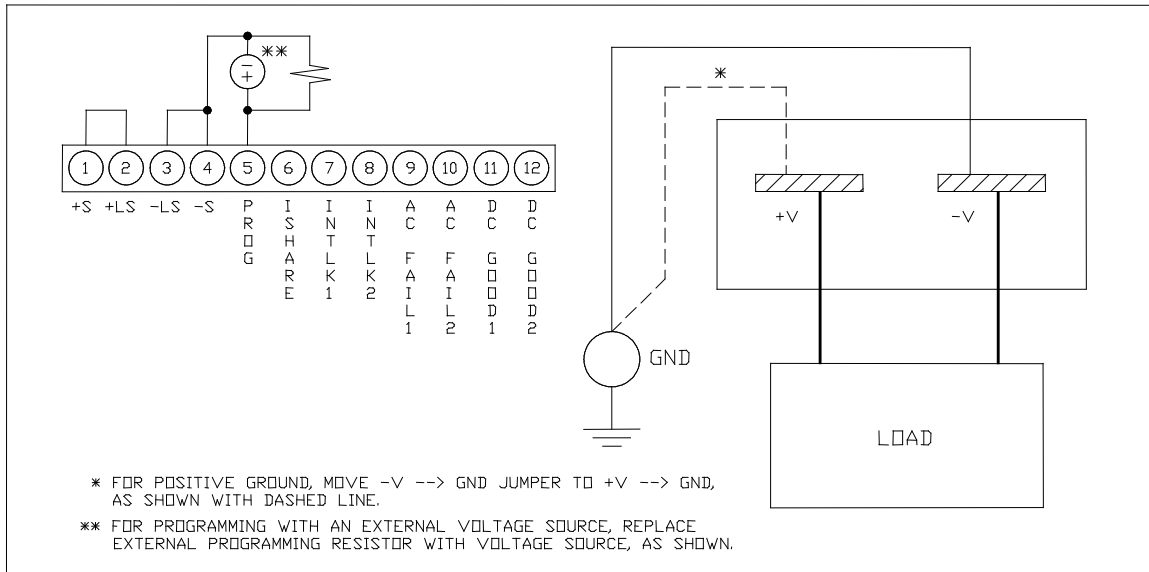 **
− +
*
1 2 3 4 5 6 7 8 9 10 11 12
+S +LS -LS -S PROG ISHARE INTLK1 INTLK2 AC FAIL1 AC FAIL2 DC GOOD1 DC GOOD2
+V -V
GND
LOAD
* FOR POSITIVE GROUND, MOVE -V --> GND JUMPER TO +V --> GND,
AS SHOWN WITH DASHED LINE.
** FOR PROGRAMMING WITH AN EXTERNAL VOLTAGE SOURCE, REPLACE
EXTERNAL PROGRAMMING RESISTOR WITH VOLTAGE SOURCE, AS SHOWN.